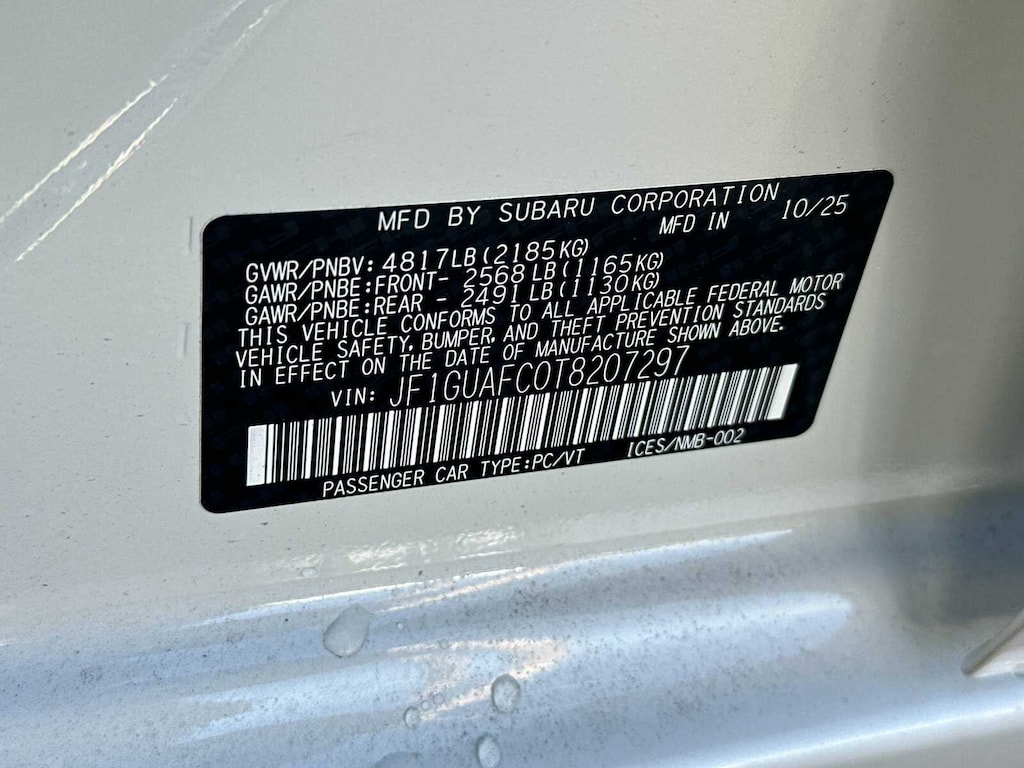 MFD BY SUBARU CORPORATION
MFD IN 10/25
GVWR/PNBV: 4817LB(2185KG)
GAWR/PNBE: FRONT- 2568LB(1165KG)
GAWR/PNBE: REAR - 2491LB(1130KG)
THIS VEHICLE CONFORMS TO ALL APPLICABLE FEDERAL MOTOR
VEHICLE SAFETY, BUMPER, AND THEFT PREVENTION STANDARDS
IN EFFECT ON THE DATE OF MANUFACTURE SHOWN ABOVE.
VIN: JF1GUAFC0T8207297
PASSENGER CAR TYPE:PC/VT ICES/NMB-002